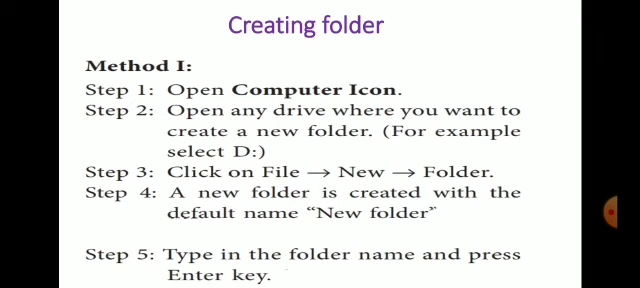 Creating folder
Method I:
Step 1: Open Computer Icon.
Step 2: Open any drive where you want to
create a new folder. (For example
select D:)
Step 3: Click on File → New → Folder.
Step 4: A new folder is created with the
default name “New folder”
Step 5: Type in the folder name and press
Enter key.